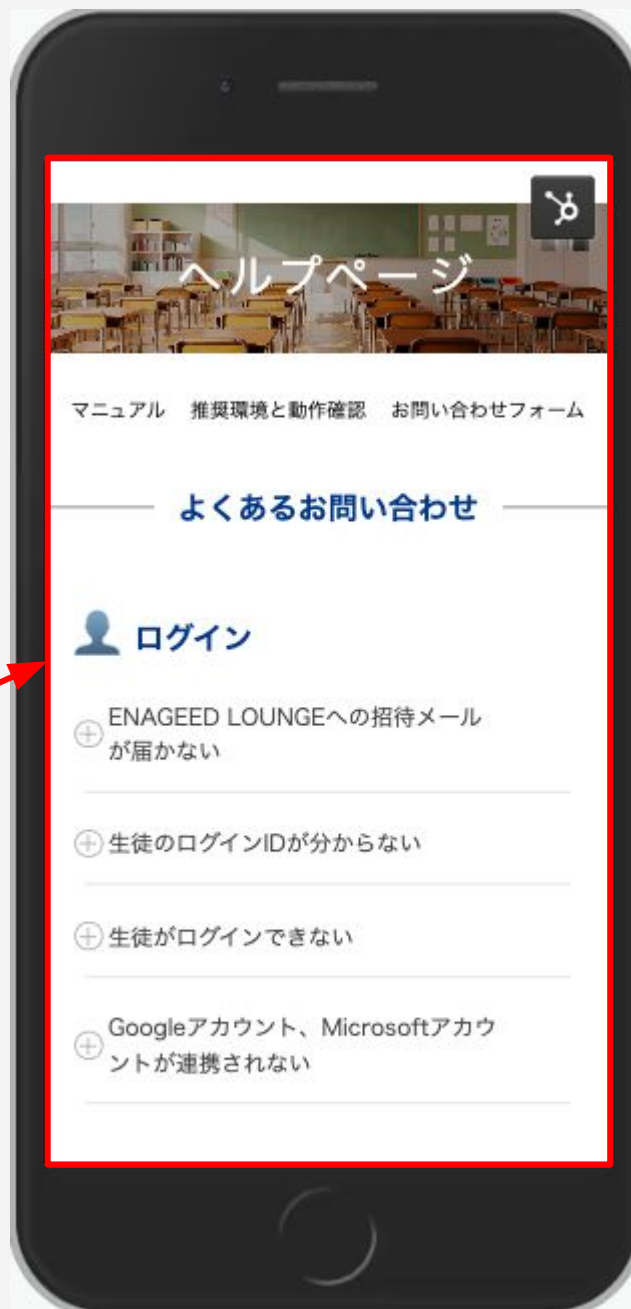 ヘルプページ
マニュアル 推奨環境と動作確認 お問い合わせフォーム
よくあるお問い合わせ
ログイン
ENAGEED LOUNGEへの招待メール
が届かない
生徒のログインIDが分からない
生徒がログインできない
Googleアカウント、Microsoftアカウ
ントが連携されない